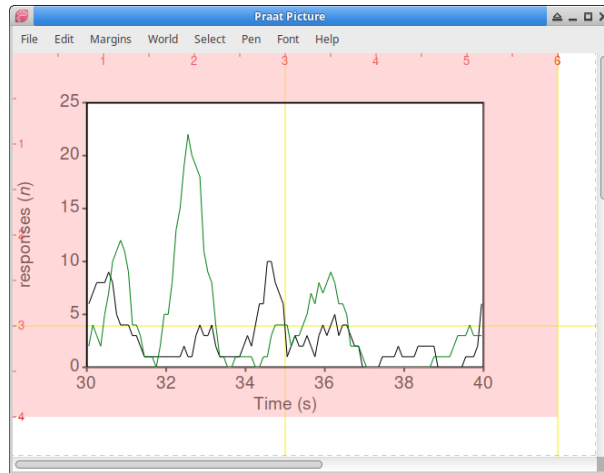 Praat Picture
File Edit Margins World Select Pen Font Help
1 2 3 4 5 6
25
20
15
10
5
0
responses (n)
1
2
3
4
30 32 34 36 38 40
Time (s)